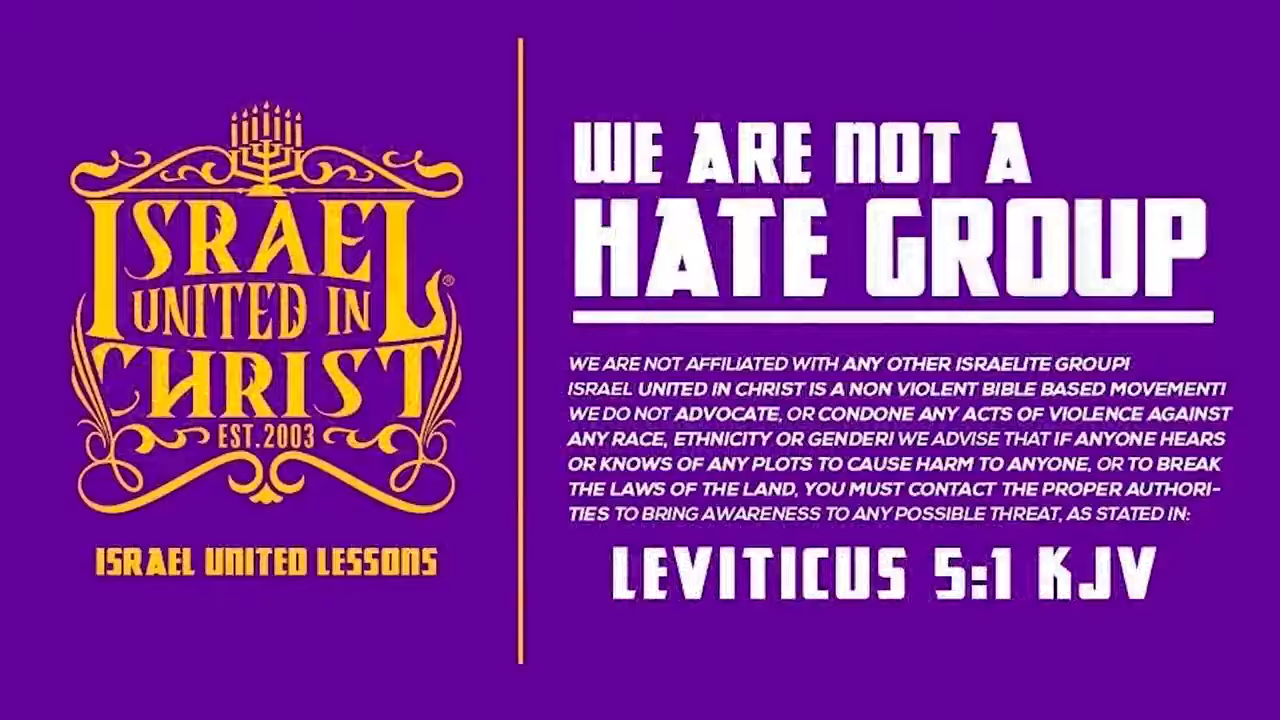 ISRAEL
UNITED IN
CHRIST
®
EST. 2003
ISRAEL UNITED LESSONS
WE ARE NOT A
HATE GROUP
WE ARE NOT AFFILIATED WITH ANY OTHER ISRAELITE GROUP!
ISRAEL UNITED IN CHRIST IS A NON VIOLENT BIBLE BASED MOVEMENT!
WE DO NOT ADVOCATE, OR CONDONE ANY ACTS OF VIOLENCE AGAINST
ANY RACE, ETHNICITY OR GENDER! WE ADVISE THAT IF ANYONE HEARS
OR KNOWS OF ANY PLOTS TO CAUSE HARM TO ANYONE, OR TO BREAK
THE LAWS OF THE LAND, YOU MUST CONTACT THE PROPER AUTHORI-
TIES TO BRING AWARENESS TO ANY POSSIBLE THREAT, AS STATED IN:
LEVITICUS 5:1 KJV